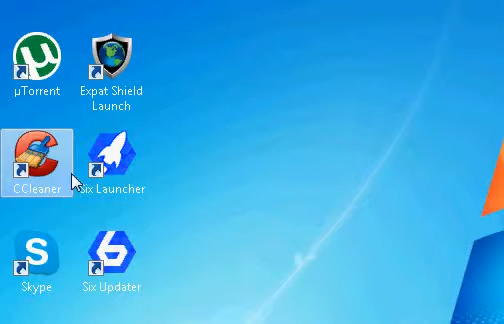 µTorrent
Expat Shield
Launch
CCleaner
Six Launcher
Skype
Six Updater